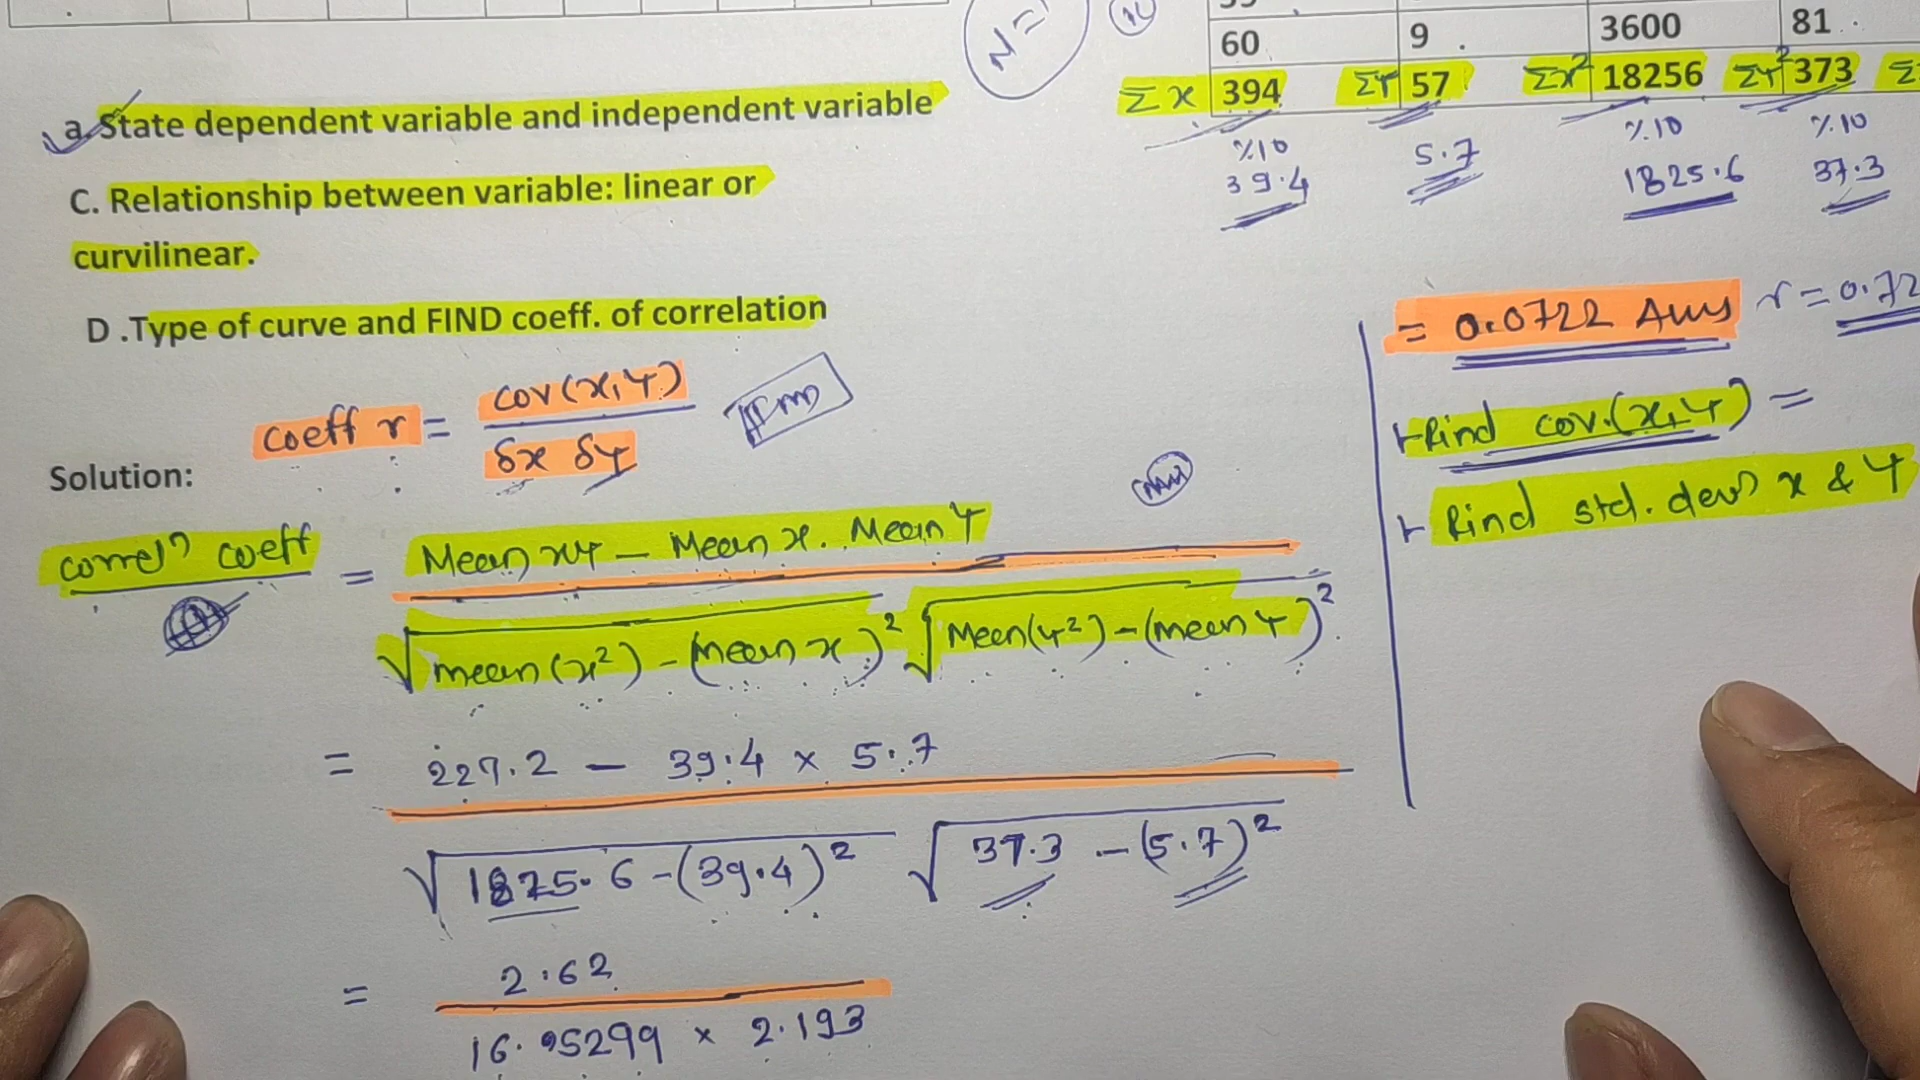 N =
10
60 9 3600 81
Σx 394 ΣY 57 Σx² 18256 ΣY² 373 Σ
%10 5.7 %10 %10
39.4 1825.6 37.3
a. State dependent variable and independent variable
C. Relationship between variable: linear or
curvilinear.
D .Type of curve and FIND coeff. of correlation
coeff r = cov(x,Y)
δx δY
Solution:
correlⁿ coeff = Mean xY – Mean x. Mean Y
√mean(x²) – (Mean x)² √Mean(Y²) – (mean Y)²
= 227.2 – 39.4 x 5.7
√1825.6 – (39.4)² √37.3 – (5.7)²
= 2.62
16.95299 x 2.193
= 0.0722 Ans r = 0.72
Find cov.(x,Y) =
Find std. devⁿ x & Y